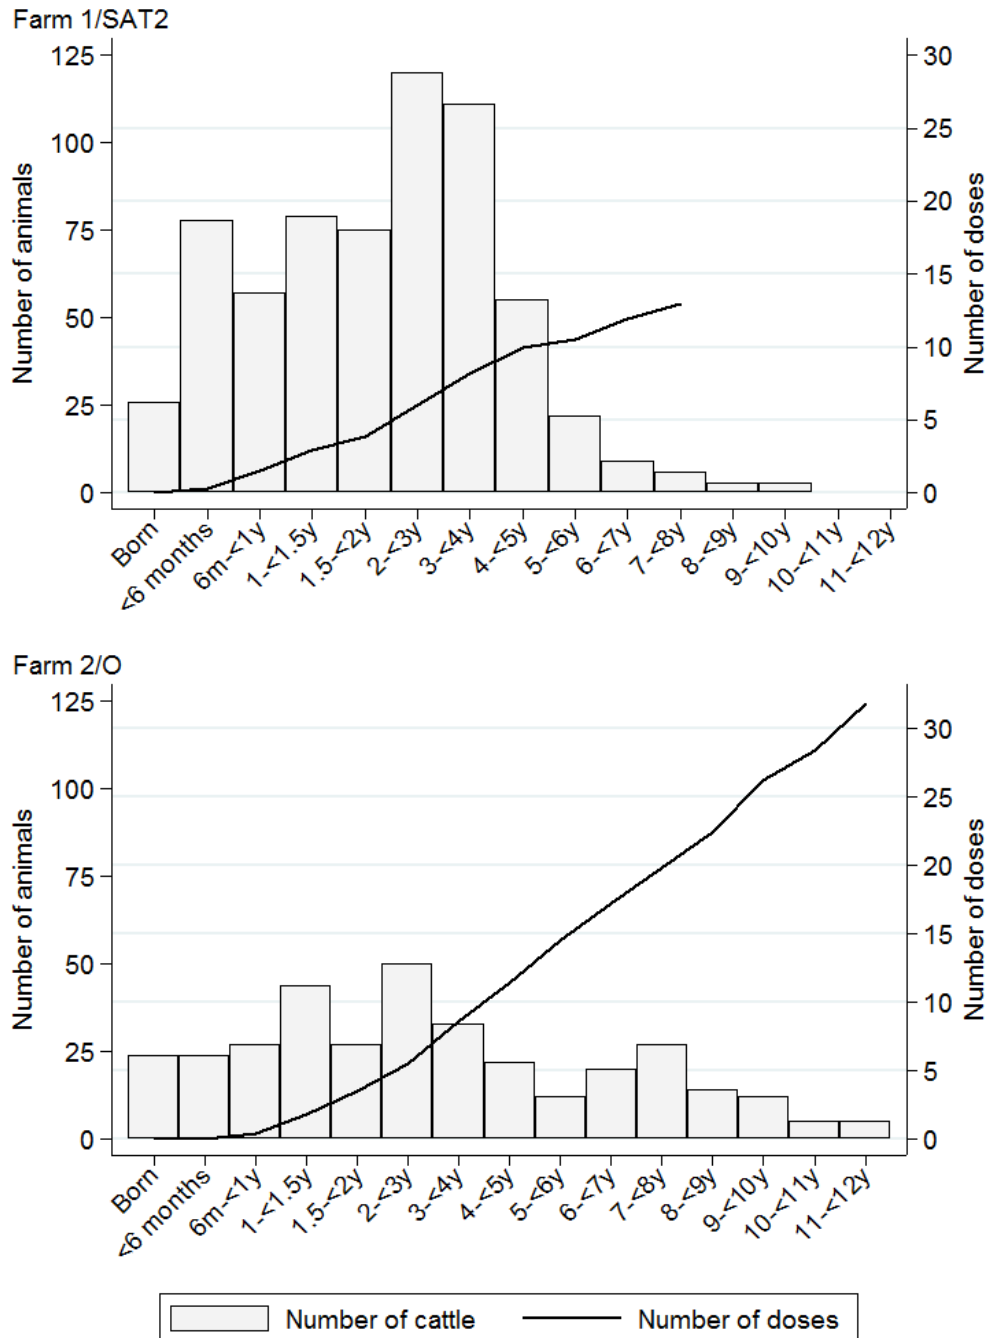 Farm 1/SAT2
125
100
75
50
25
0
Number of animals
30
25
20
15
10
5
0
Number of doses
Born
<6 months
6m-<1y
1-<1.5y
1.5-<2y
2-<3y
3-<4y
4-<5y
5-<6y
6-<7y
7-<8y
8-<9y
9-<10y
10-<11y
11-<12y
Farm 2/O
125
100
75
50
25
0
Number of animals
30
25
20
15
10
5
0
Number of doses
Born
<6 months
6m-<1y
1-<1.5y
1.5-<2y
2-<3y
3-<4y
4-<5y
5-<6y
6-<7y
7-<8y
8-<9y
9-<10y
10-<11y
11-<12y
Number of cattle
Number of doses